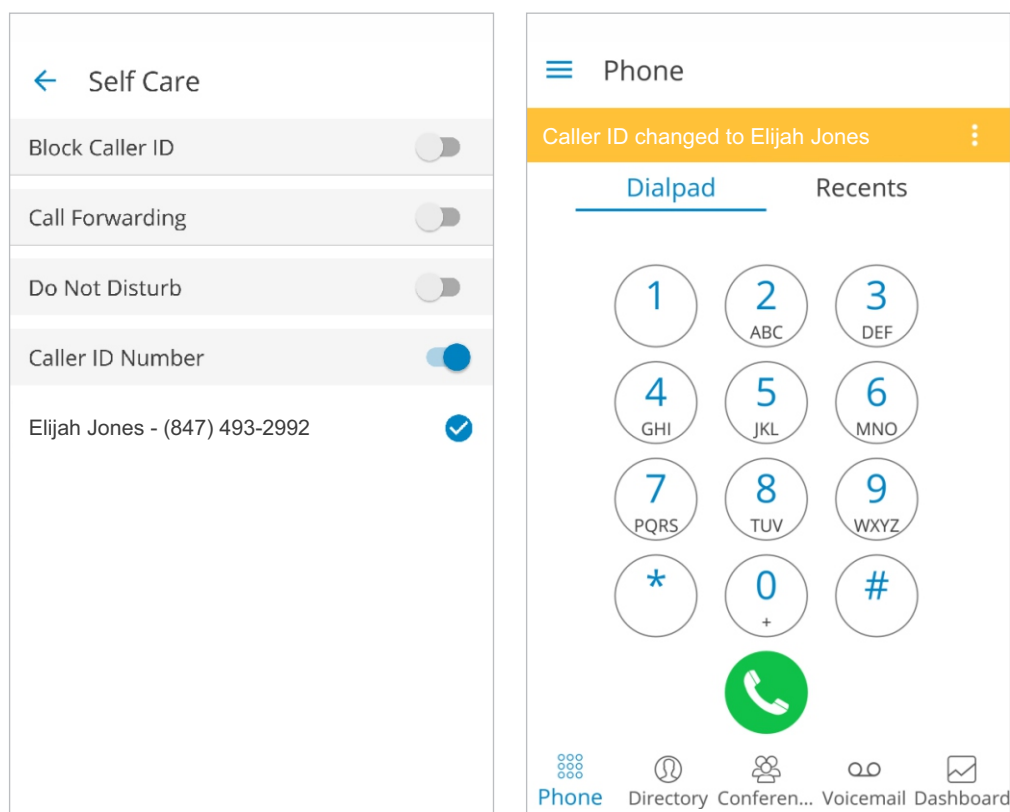 Self Care
Block Caller ID
Call Forwarding
Do Not Disturb
Caller ID Number
Elijah Jones - (847) 493-2992
Phone
Caller ID changed to Elijah Jones
Dialpad Recents
1 2 3
ABC DEF
4 5 6
GHI JKL MNO
7 8 9
PQRS TUV WXYZ
* 0 #
+
Phone Directory Conferen... Voicemail Dashboard